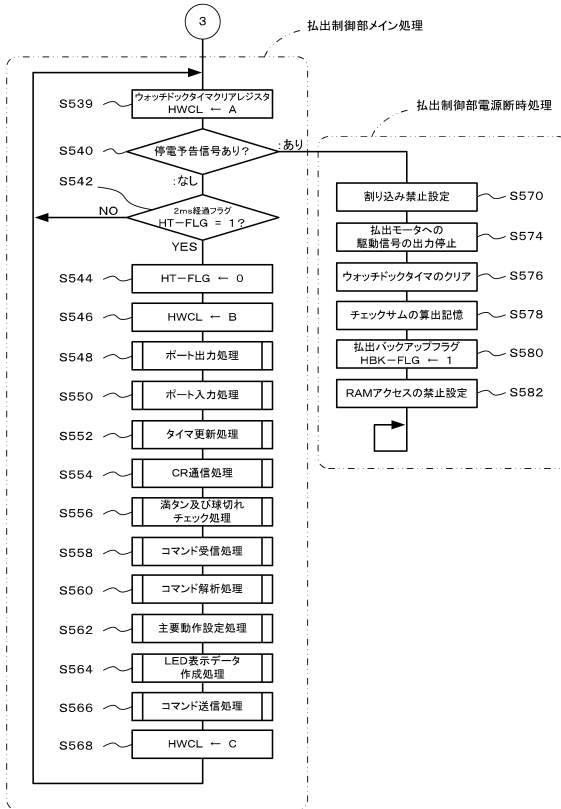 3
払出制御部メイン処理
S539
ウォッチドックタイマクリアレジスタ
HWCL ← A
払出制御部電源断時処理
S540
停電予告信号あり?
:あり
:なし
S542
2ms経過フラグ
HT-FLG = 1?
NO
YES
S544
HT-FLG ← 0
S546
HWCL ← B
S548
ポート出力処理
S550
ポート入力処理
S552
タイマ更新処理
S554
CR通信処理
S556
満タン及び球切れ
チェック処理
S558
コマンド受信処理
S560
コマンド解析処理
S562
主要動作設定処理
S564
LED表示データ
作成処理
S566
コマンド送信処理
S568
HWCL ← C
割り込み禁止設定
S570
払出モータへの
駆動信号の出力停止
S574
ウォッチドックタイマのクリア
S576
チェックサムの算出記憶
S578
払出バックアップフラグ
HBK-FLG ← 1
S580
RAMアクセスの禁止設定
S582